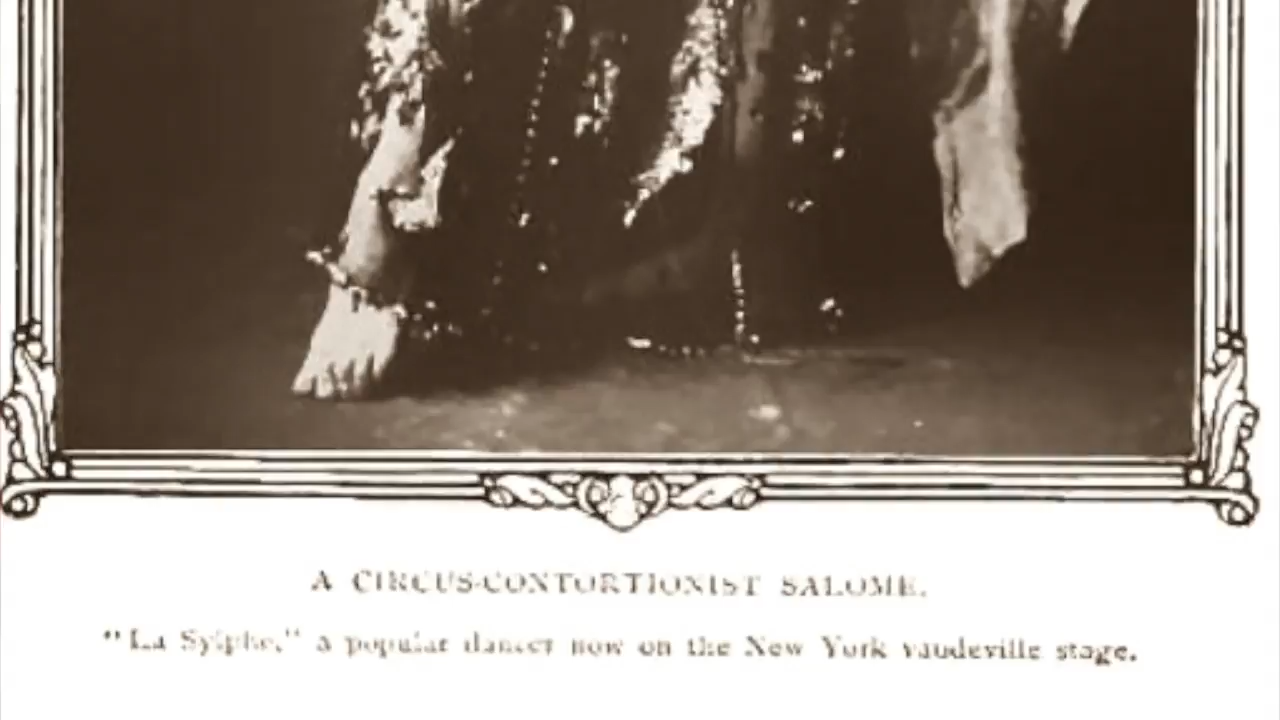 A CIRCUS-CONTORTIONIST SALOME.
"La Sylphe," a popular dancer now on the New York vaudeville stage.